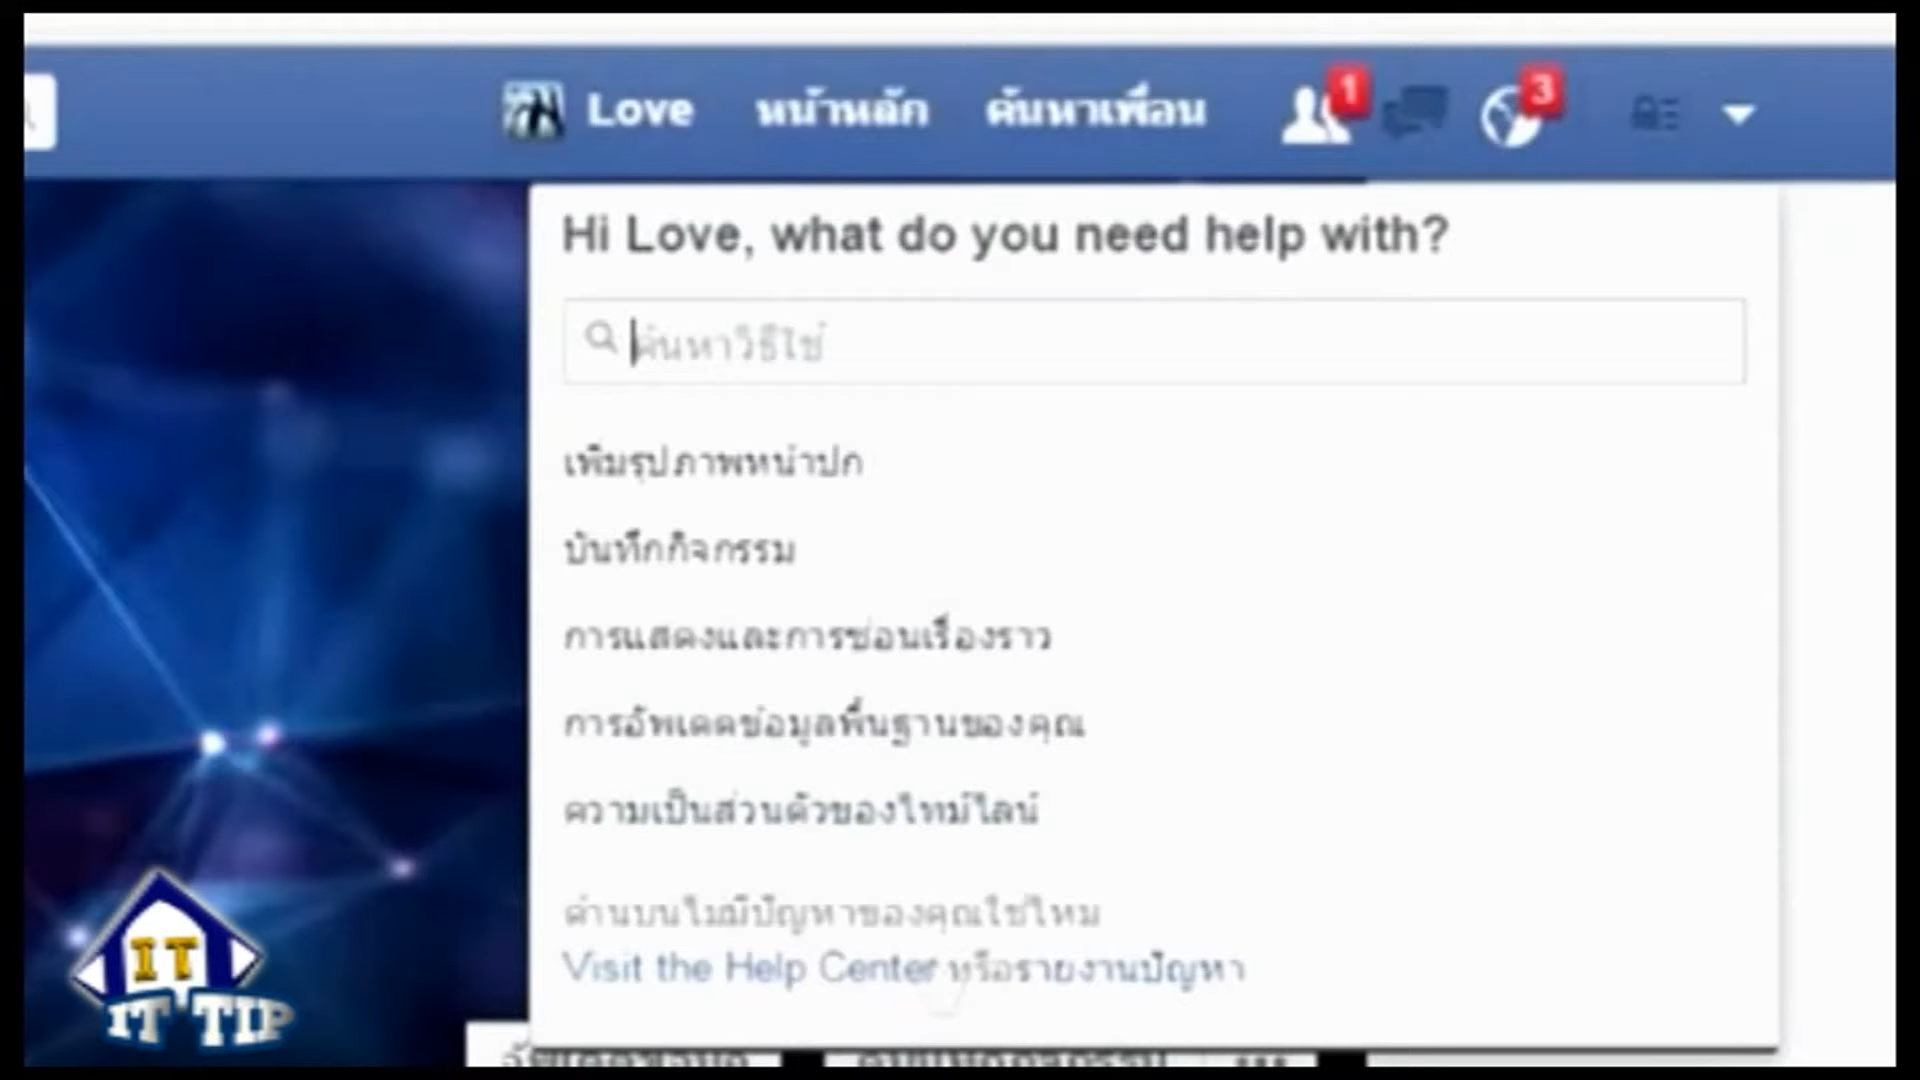 Love หน้าหลัก ค้นหาเพื่อน 1 3
Hi Love, what do you need help with?
ค้นหาวิธีใช้
เพิ่มรูปภาพหน้าปก
บันทึกกิจกรรม
การแสดงและการซ่อนเรื่องราว
การอัพเดตข้อมูลพื้นฐานของคุณ
ความเป็นส่วนตัวของไทม์ไลน์
ด้านบนไม่มีปัญหาของคุณใช่ไหม
Visit the Help Center หรือรายงานปัญหา
IT
IT TIP